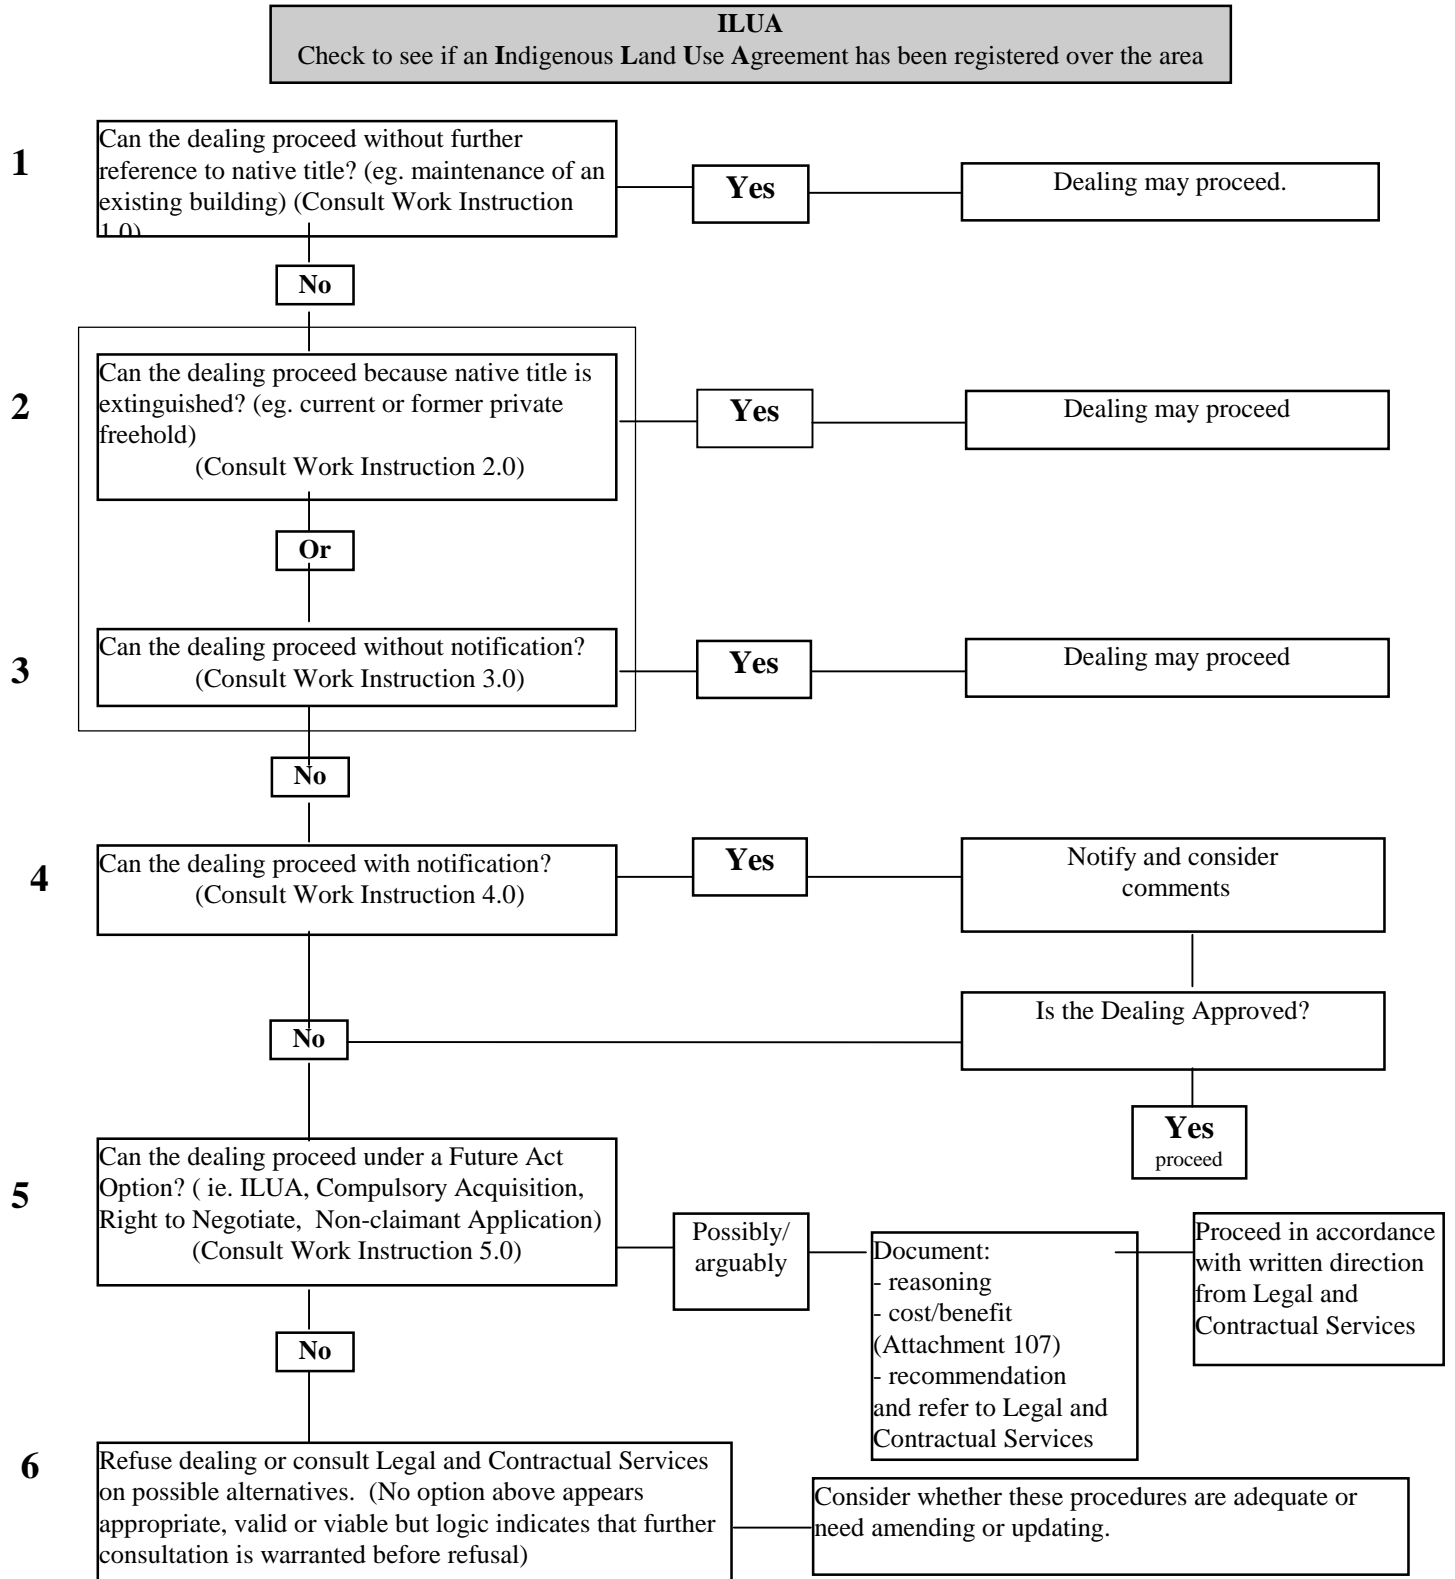 ILUA
Check to see if an Indigenous Land Use Agreement has been registered over the area
1
Can the dealing proceed without further
reference to native title? (eg. maintenance of an
existing building) (Consult Work Instruction
1.0)
Yes
Dealing may proceed.
No
2
Can the dealing proceed because native title is
extinguished? (eg. current or former private
freehold)
(Consult Work Instruction 2.0)
Yes
Dealing may proceed
Or
3
Can the dealing proceed without notification?
(Consult Work Instruction 3.0)
Yes
Dealing may proceed
No
4
Can the dealing proceed with notification?
(Consult Work Instruction 4.0)
Yes
Notify and consider
comments
Is the Dealing Approved?
No
Yes
proceed
5
Can the dealing proceed under a Future Act
Option? ( ie. ILUA, Compulsory Acquisition,
Right to Negotiate, Non-claimant Application)
(Consult Work Instruction 5.0)
Possibly/
arguably
Document:
- reasoning
- cost/benefit
(Attachment 107)
- recommendation
and refer to Legal and
Contractual Services
Proceed in accordance
with written direction
from Legal and
Contractual Services
No
6
Refuse dealing or consult Legal and Contractual Services
on possible alternatives. (No option above appears
appropriate, valid or viable but logic indicates that further
consultation is warranted before refusal)
Consider whether these procedures are adequate or
need amending or updating.